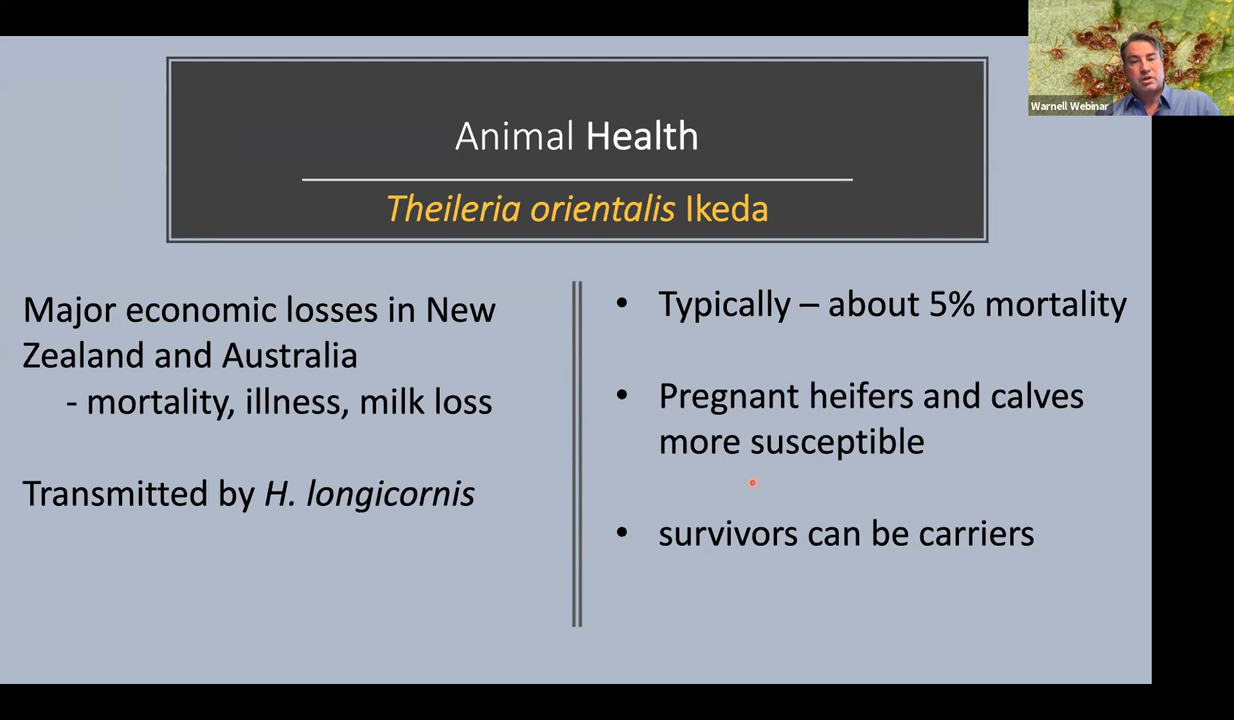 Warnell Webinar
Animal Health
Theileria orientalis Ikeda
Major economic losses in New
Zealand and Australia
- mortality, illness, milk loss
Transmitted by H. longicornis
• Typically – about 5% mortality
• Pregnant heifers and calves
more susceptible
• survivors can be carriers